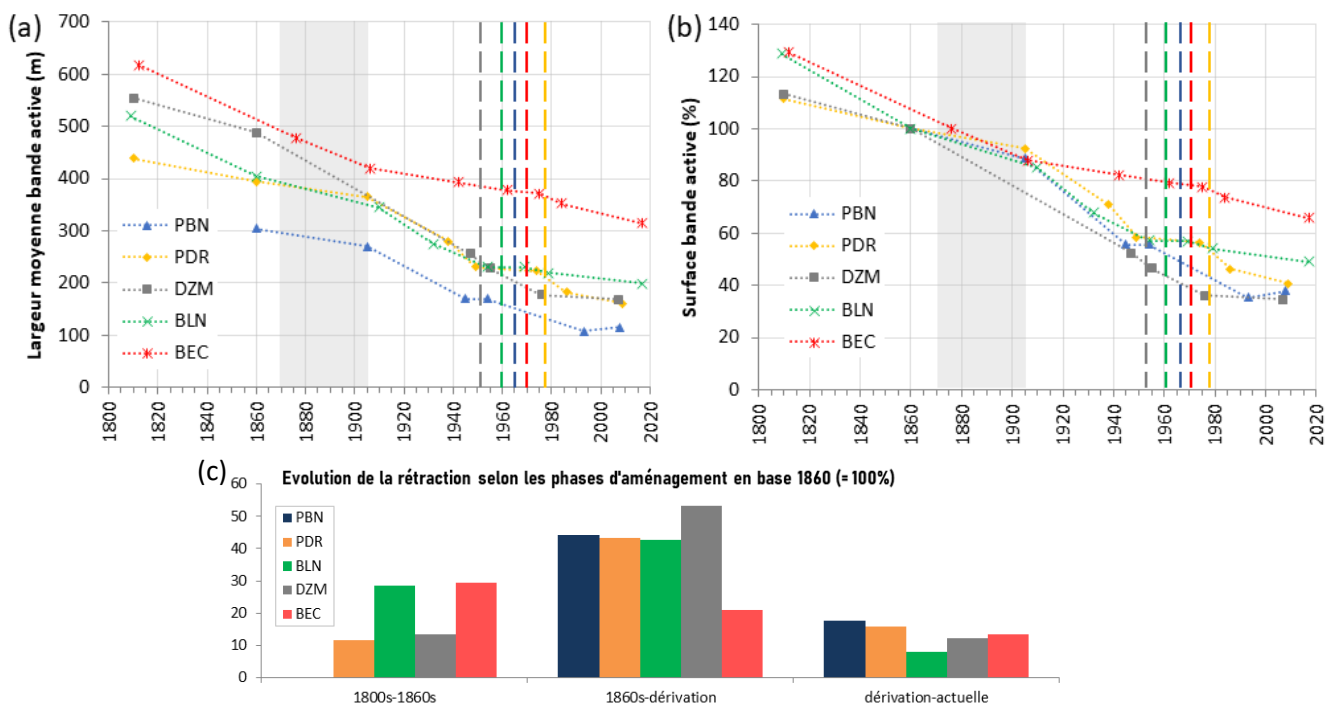 (a)
Largeur moyenne bande active (m)
700
600
500
400
300
200
100
0
PBN
PDR
DZM
BLN
BEC
1800
1820
1840
1860
1880
1900
1920
1940
1960
1980
2000
2020
(b)
Surface bande active (%)
140
120
100
80
60
40
20
0
PBN
PDR
DZM
BLN
BEC
1800
1820
1840
1860
1880
1900
1920
1940
1960
1980
2000
2020
(c)
Evolution de la rétraction selon les phases d'aménagement en base 1860 (= 100%)
60
50
40
30
20
10
0
PBN
PDR
BLN
DZM
BEC
1800s-1860s
1860s-dérivation
dérivation-actuelle